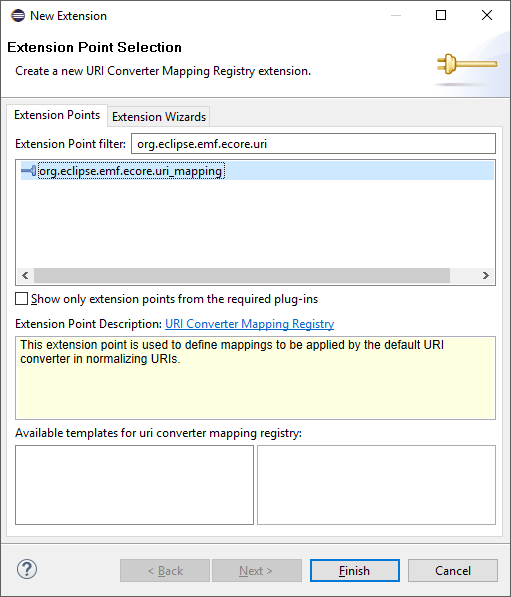 New Extension
Extension Point Selection
Create a new URI Converter Mapping Registry extension.
Extension Points
Extension Wizards
Extension Point filter:
org.eclipse.emf.ecore.uri
org.eclipse.emf.ecore.uri_mapping
Show only extension points from the required plug-ins
Extension Point Description: URI Converter Mapping Registry
This extension point is used to define mappings to be applied by the default URI
converter in normalizing URIs.
Available templates for uri converter mapping registry:
< Back
Next >
Finish
Cancel